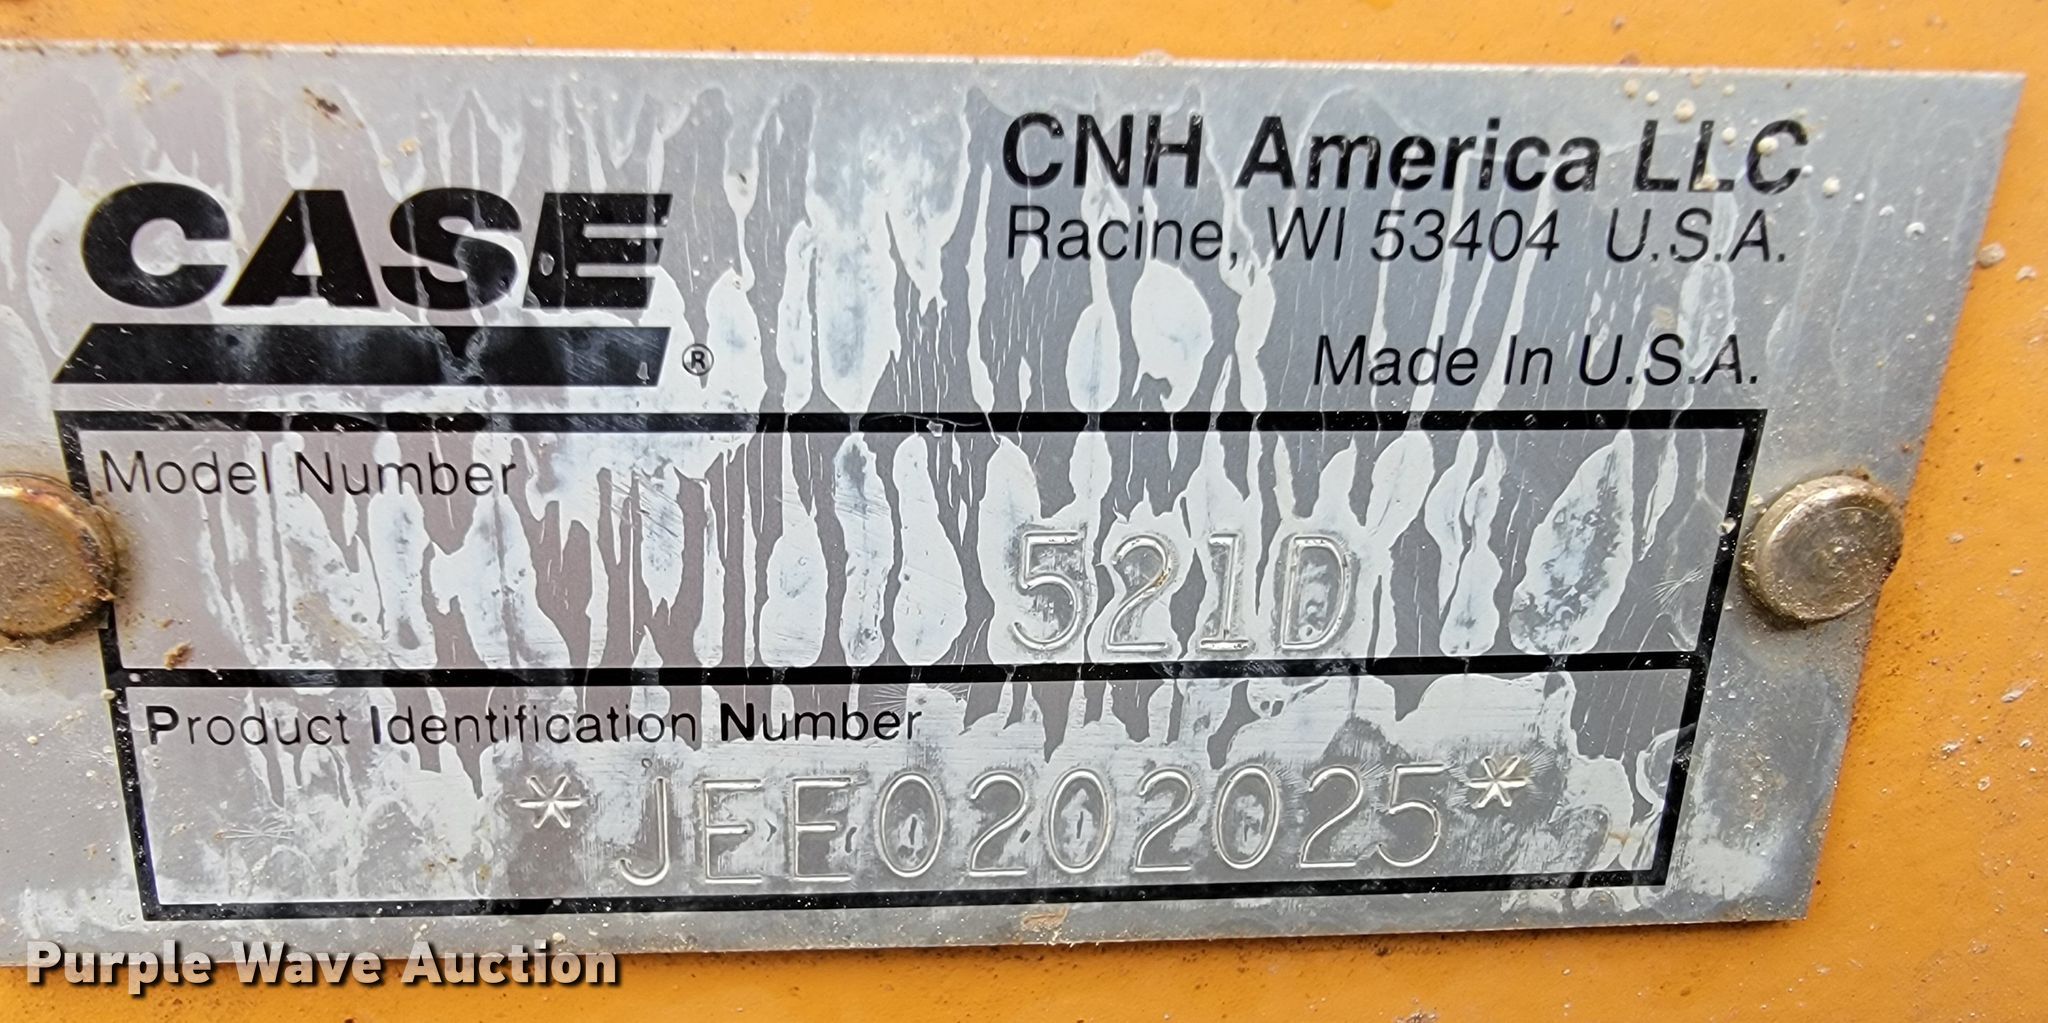 CNH America LLC
CASE®
Racine, WI 53404 U.S.A.
Made In U.S.A.
Model Number
521D
Product Identification Number
*JEE0202025*
Purple Wave Auction